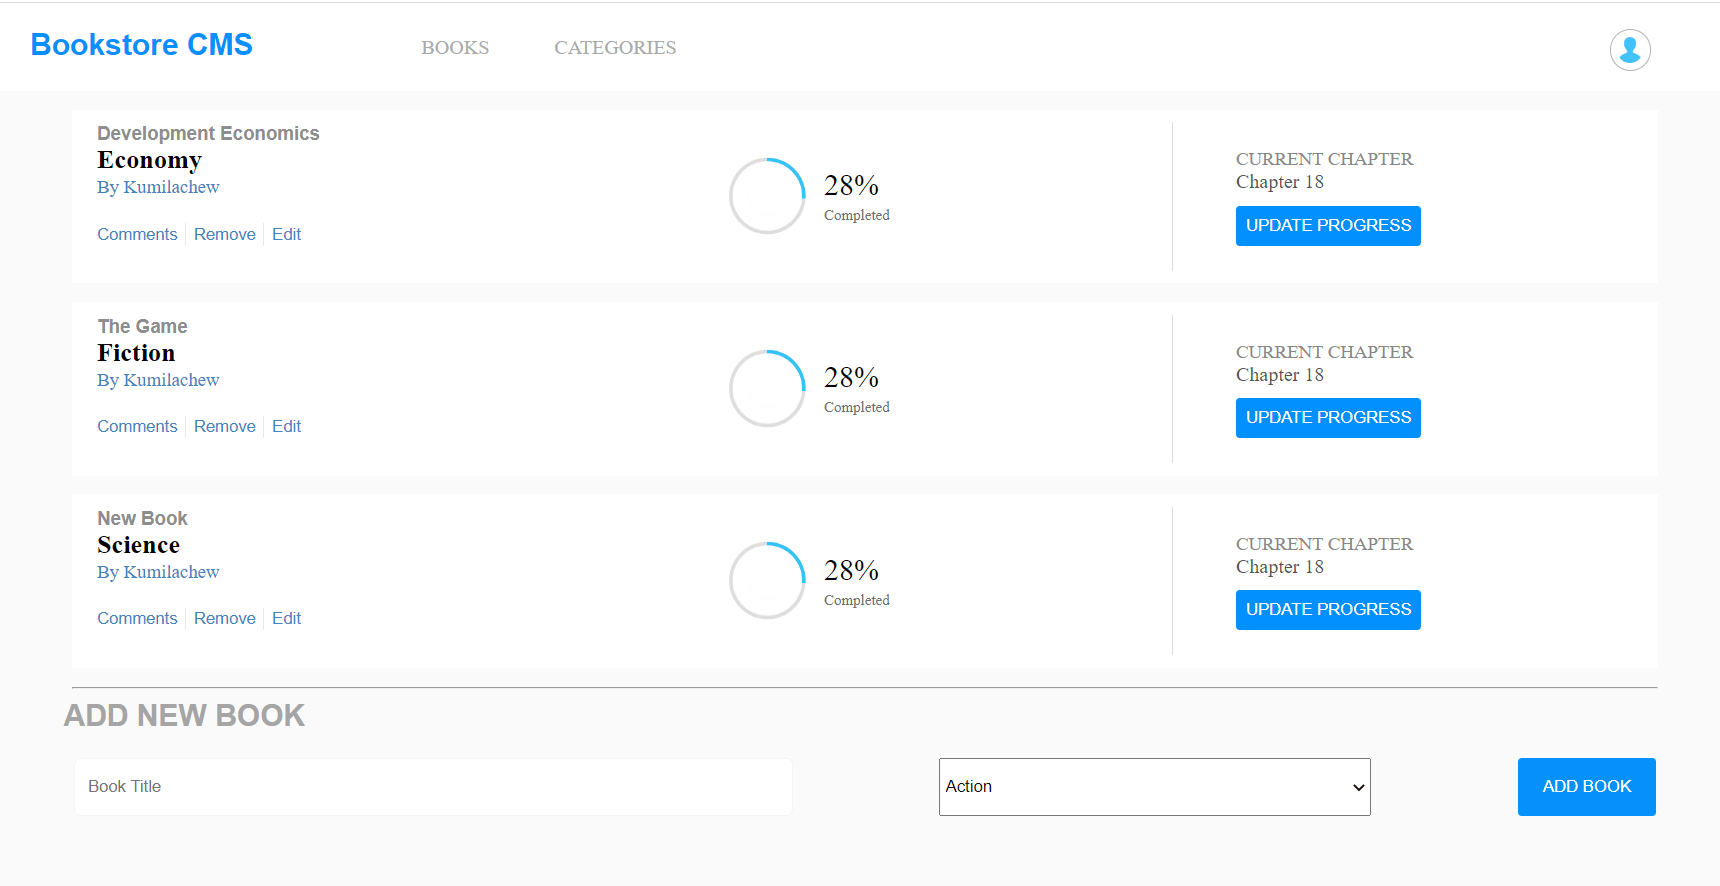 Bookstore CMS
BOOKS
CATEGORIES
Development Economics
Economy
By Kumilachew
Comments Remove Edit
28%
Completed
CURRENT CHAPTER
Chapter 18
UPDATE PROGRESS
The Game
Fiction
By Kumilachew
Comments Remove Edit
28%
Completed
CURRENT CHAPTER
Chapter 18
UPDATE PROGRESS
New Book
Science
By Kumilachew
Comments Remove Edit
28%
Completed
CURRENT CHAPTER
Chapter 18
UPDATE PROGRESS
ADD NEW BOOK
Book Title
Action
ADD BOOK